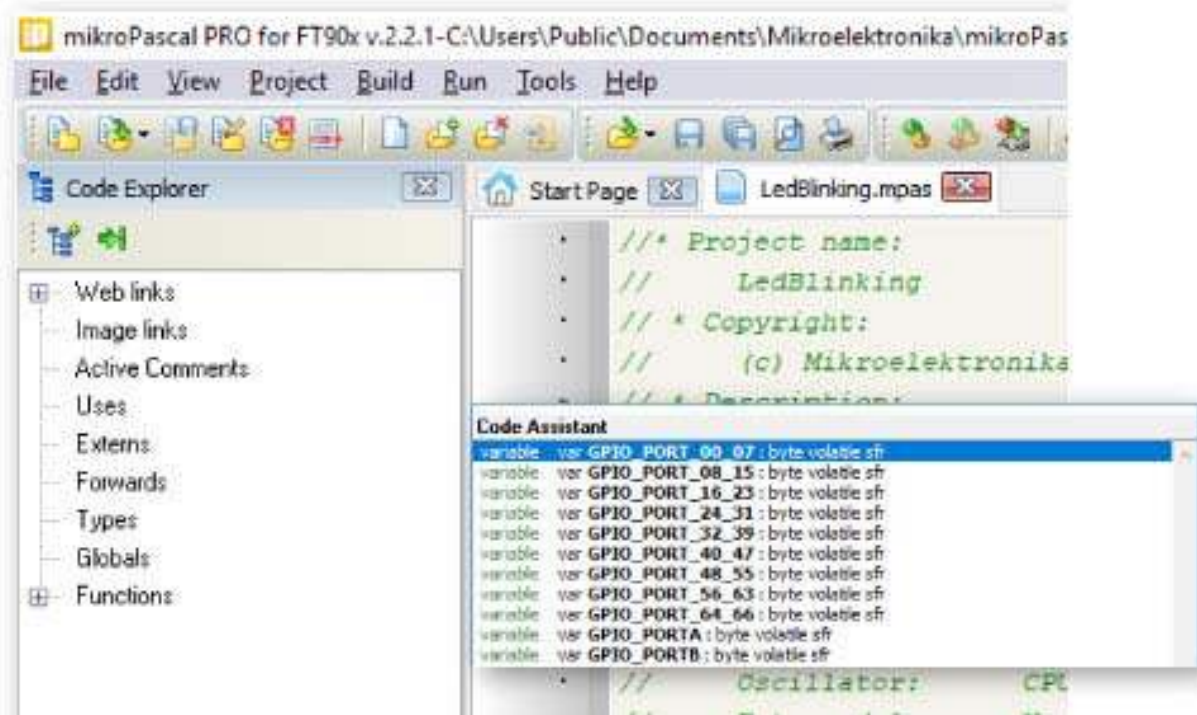 mikroPascal PRO for FT90x v.2.2.1-C:\Users\Public\Documents\Mikroelektronika\mikroPas
File Edit View Project Build Run Tools Help
Code Explorer
Start Page LedBlinking.mpas
Web links
Image links
Active Comments
Uses
Externs
Forwards
Types
Globals
Functions
//* Project name:
// LedBlinking
// * Copyright:
// (c) Mikroelektronika
// * Description:
Code Assistant
variable var GPIO_PORT_00_07 : byte volatile sfr
variable var GPIO_PORT_08_15 : byte volatile sfr
variable var GPIO_PORT_16_23 : byte volatile sfr
variable var GPIO_PORT_24_31 : byte volatile sfr
variable var GPIO_PORT_32_39 : byte volatile sfr
variable var GPIO_PORT_40_47 : byte volatile sfr
variable var GPIO_PORT_48_55 : byte volatile sfr
variable var GPIO_PORT_56_63 : byte volatile sfr
variable var GPIO_PORT_64_66 : byte volatile sfr
variable var GPIO_PORTA : byte volatile sfr
variable var GPIO_PORTB : byte volatile sfr
// Oscillator: CPU